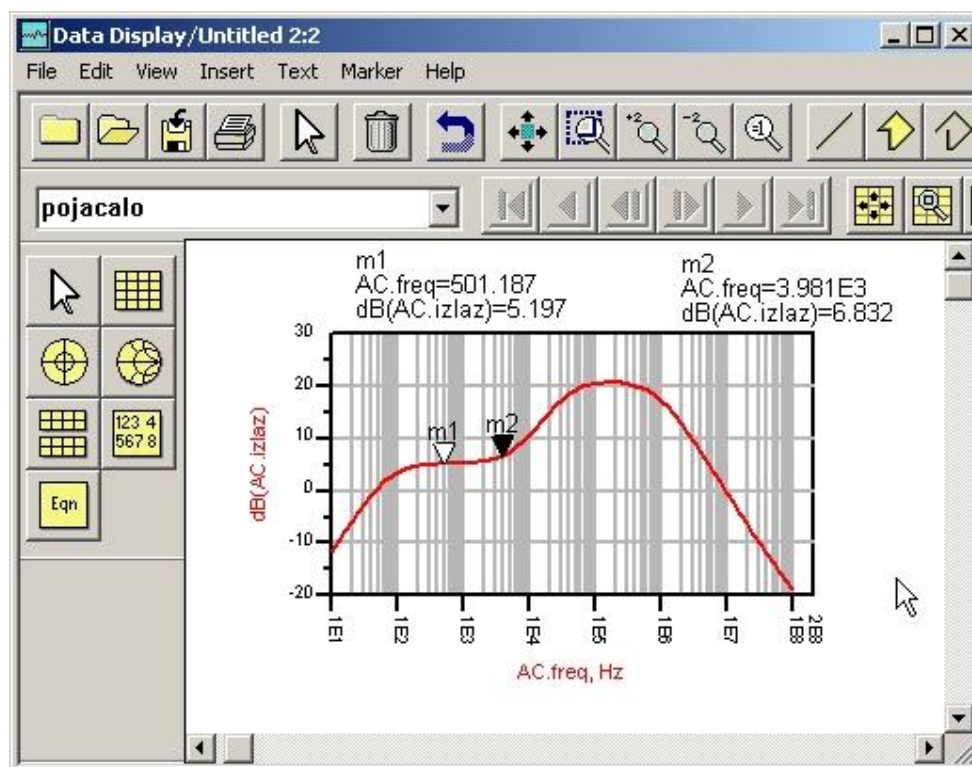 Data Display/Untitled 2:2
File Edit View Insert Text Marker Help
+2 -2 =1
pojacalo
123 4
567 8
Eqn
m1
AC.freq=501.187
dB(AC.izlaz)=5.197
m2
AC.freq=3.981E3
dB(AC.izlaz)=6.832
30
20
10
0
-10
-20
dB(AC.izlaz)
m1
m2
1E1 1E2 1E3 1E4 1E5 1E6 1E7 1E8 2E8
AC.freq, Hz